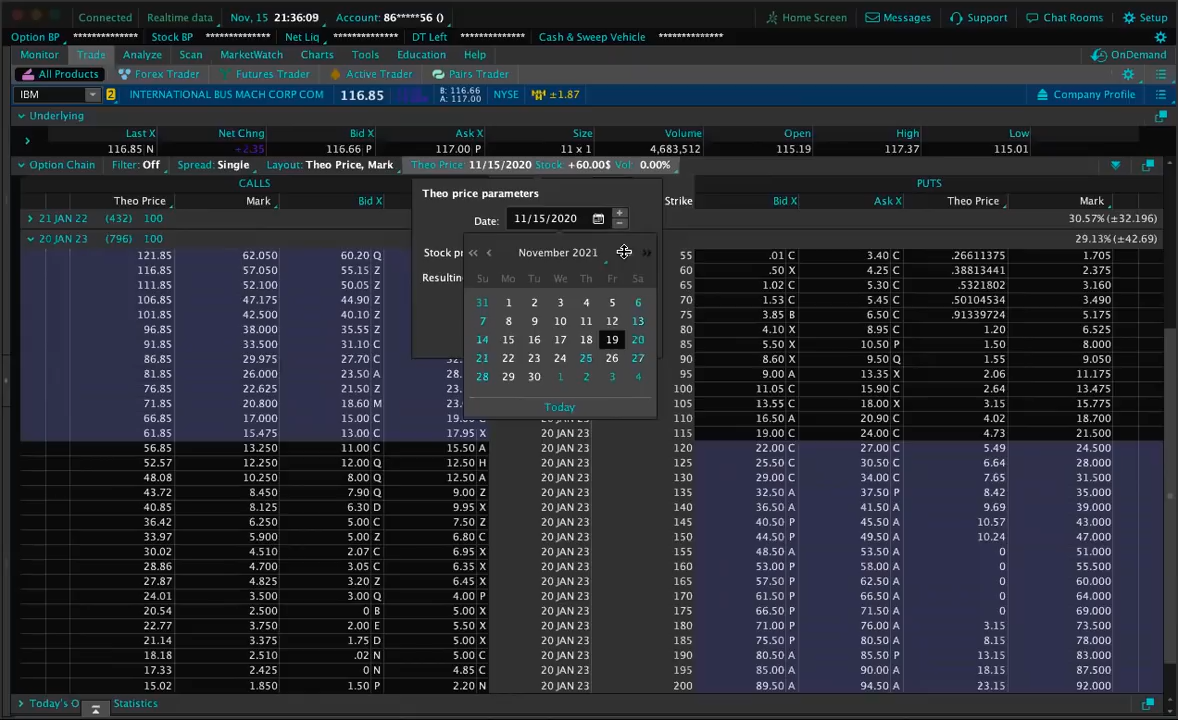 Connected Realtime data Nov, 15 21:36:09 Account: 86*****56 () Home Screen Messages Support Chat Rooms Setup
Option BP ************** Stock BP ************** Net Liq ************** DT Left ************** Cash & Sweep Vehicle **************
Monitor Trade Analyze Scan MarketWatch Charts Tools Education Help OnDemand
All Products Forex Trader Futures Trader Active Trader Pairs Trader
IBM 2 INTERNATIONAL BUS MACH CORP COM 116.85 B: 116.66 A: 117.00 NYSE ±1.87 Company Profile
Underlying
Last X Net Chng Bid X Ask X Size Volume Open High Low
116.85 N +2.35 116.66 P 117.00 P 11 x 1 4,683,512 115.19 117.37 115.01
Option Chain Filter: Off Spread: Single Layout: Theo Price, Mark Theo Price: 11/15/2020 Stock: +60.00$ Vol: 0.00%
CALLS PUTS
Theo Price Mark Bid X Strike Bid X Ask X Theo Price Mark
21 JAN 22 (432) 100 30.57% (±32.196)
20 JAN 23 (796) 100 29.13% (±42.69)
Theo price parameters
Date: 11/15/2020
Stock pr
Resulting
November 2021
Su Mo Tu We Th Fr Sa
31 1 2 3 4 5 6
7 8 9 10 11 12 13
14 15 16 17 18 19 20
21 22 23 24 25 26 27
28 29 30 1 2 3 4
Today
121.85 62.050 60.20 Q 55 .01 C 3.40 C .26611375 1.705
116.85 57.050 55.15 Z 60 .50 X 4.25 C .38813441 2.375
111.85 52.100 50.05 Z 65 1.02 C 5.30 C .5321802 3.160
106.85 47.175 44.90 Z 70 1.53 C 5.45 C .50104534 3.490
101.85 42.500 40.10 Z 75 3.85 B 6.50 C .91339724 5.175
96.85 38.000 35.55 Z 80 4.10 X 8.95 C 1.20 6.525
91.85 33.500 31.10 Z 85 5.50 A 10.50 P 1.50 8.000
86.85 29.975 27.70 C 32. 90 8.60 X 9.50 Q 1.55 9.050
81.85 26.000 23.50 A 28. 95 9.00 A 13.35 X 2.06 11.175
76.85 22.625 21.50 Z 23. 100 11.05 C 15.90 C 2.64 13.475
71.85 20.800 18.60 M 23. 105 13.55 X 18.00 C 3.12 15.775
66.85 17.000 15.00 C 19. 20 JAN 23 110 16.50 A 20.90 C 4.02 18.700
61.85 15.475 13.00 C 17.95 X 20 JAN 23 115 19.00 C 24.00 C 4.73 21.500
56.85 13.250 11.00 C 15.50 A 20 JAN 23 120 22.00 C 27.00 C 5.49 24.500
52.57 12.250 12.00 Q 12.50 H 20 JAN 23 125 25.50 C 30.50 C 6.64 28.000
48.08 10.250 8.00 Q 12.50 A 20 JAN 23 130 29.00 C 34.00 C 7.65 31.500
43.72 8.450 7.90 Q 9.00 Z 20 JAN 23 135 32.50 A 37.50 P 8.42 35.000
40.85 8.125 6.30 D 9.95 X 20 JAN 23 140 36.50 A 41.50 A 9.69 39.000
36.42 6.250 5.00 C 7.50 Z 20 JAN 23 145 40.50 P 45.50 A 10.57 43.000
33.97 5.900 5.00 Z 6.80 C 20 JAN 23 150 44.50 P 49.50 A 10.24 47.000
30.02 4.510 2.07 C 6.95 X 20 JAN 23 155 48.50 A 53.50 A 0 51.000
28.86 4.700 3.05 C 6.35 X 20 JAN 23 160 53.00 P 58.00 A 0 55.500
27.87 4.825 3.20 Z 6.45 X 20 JAN 23 165 57.50 P 62.50 A 0 60.000
24.01 3.500 3.00 Q 4.00 P 20 JAN 23 170 61.50 A 66.50 A 0 64.000
20.54 2.500 0 B 5.00 X 20 JAN 23 175 66.50 P 71.50 A 0 69.000
22.77 3.750 2.00 E 5.50 X 20 JAN 23 180 71.00 P 76.00 A 3.15 73.500
21.14 3.375 1.75 D 5.00 X 20 JAN 23 185 75.50 P 80.50 A 8.15 78.000
18.18 2.510 .02 N 5.00 C 20 JAN 23 190 80.50 A 85.50 P 13.15 83.000
17.33 2.425 0 N 4.85 C 20 JAN 23 195 85.00 A 90.00 A 18.15 87.500
15.02 1.850 1.50 P 2.20 N 20 JAN 23 200 89.50 A 94.50 A 23.15 92.000
Today's O Statistics